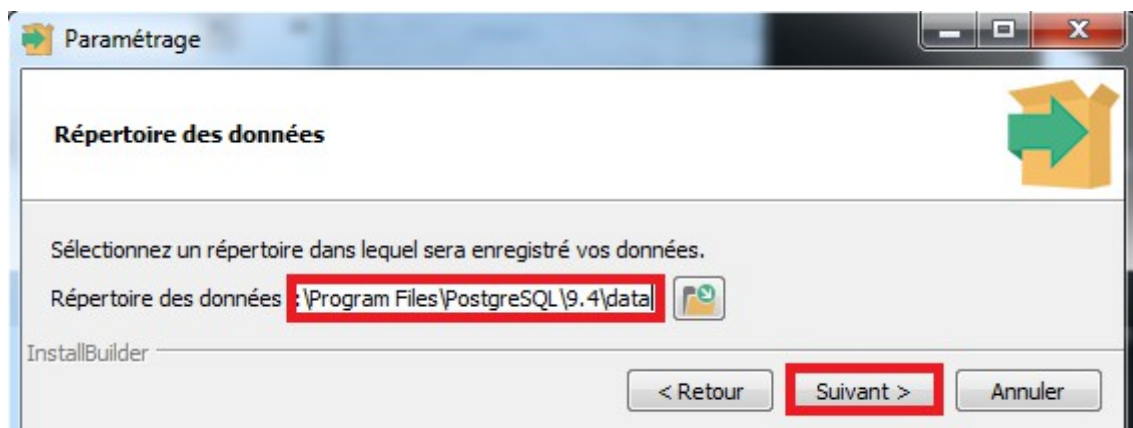 Paramétrage
Répertoire des données
Sélectionnez un répertoire dans lequel sera enregistré vos données.
Répertoire des données :\Program Files\PostgreSQL\9.4\data
InstallBuilder
< Retour Suivant > Annuler